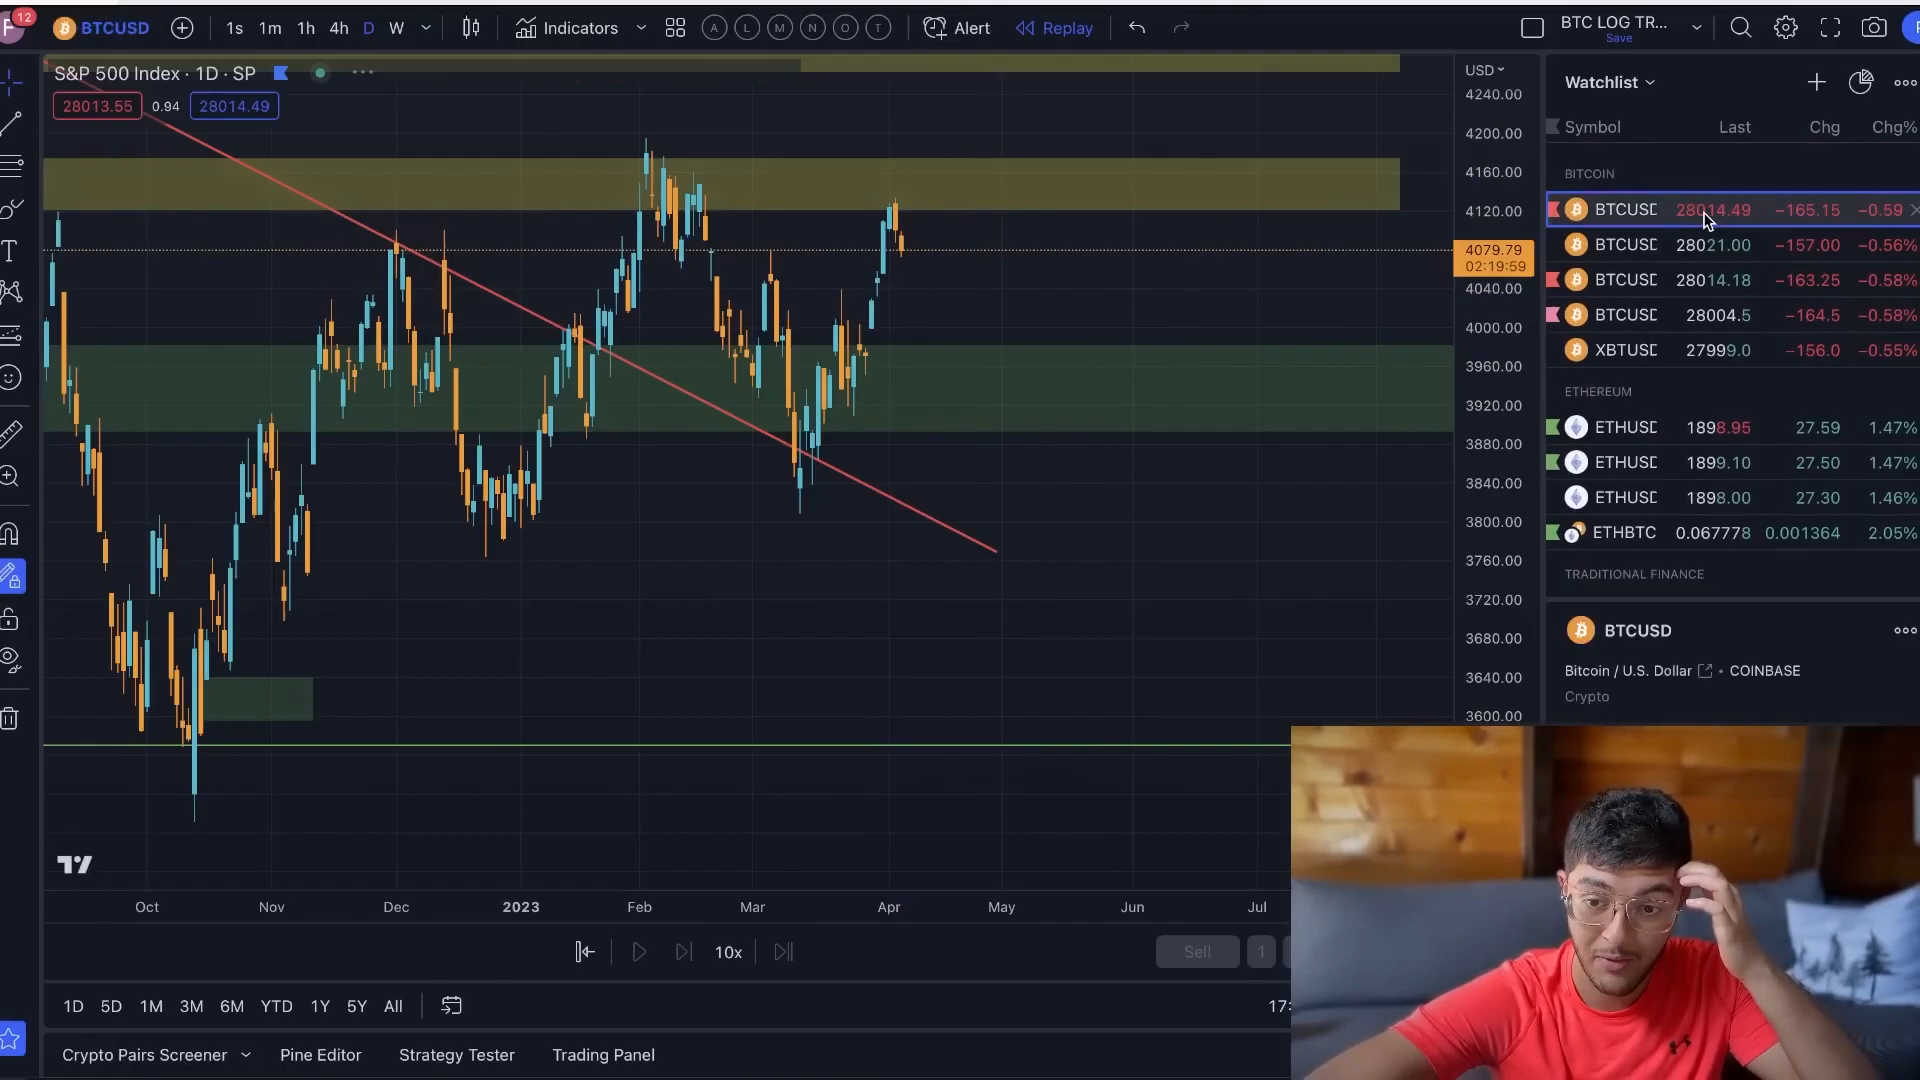 12
F
BTCUSD
1s 1m 1h 4h D W
Indicators
A L M N O T
Alert
Replay
BTC LOG TR...
Save
S&P 500 Index · 1D · SP
28013.55 0.94 28014.49
USD
4240.00
4200.00
4160.00
4120.00
4079.79
02:19:59
4040.00
4000.00
3960.00
3920.00
3880.00
3840.00
3800.00
3760.00
3720.00
3680.00
3640.00
3600.00
Oct Nov Dec 2023 Feb Mar Apr May Jun Jul
10x
Sell 1
1D 5D 1M 3M 6M YTD 1Y 5Y All
17:
Crypto Pairs Screener Pine Editor Strategy Tester Trading Panel
Watchlist
Symbol Last Chg Chg%
BITCOIN
BTCUSD 28014.49 −165.15 −0.59
BTCUSD 28021.00 −157.00 −0.56%
BTCUSD 28014.18 −163.25 −0.58%
BTCUSD 28004.5 −164.5 −0.58%
XBTUSD 27999.0 −156.0 −0.55%
ETHEREUM
ETHUSD 1898.95 27.59 1.47%
ETHUSD 1899.10 27.50 1.47%
ETHUSD 1898.00 27.30 1.46%
ETHBTC 0.067778 0.001364 2.05%
TRADITIONAL FINANCE
BTCUSD
Bitcoin / U.S. Dollar • COINBASE
Crypto